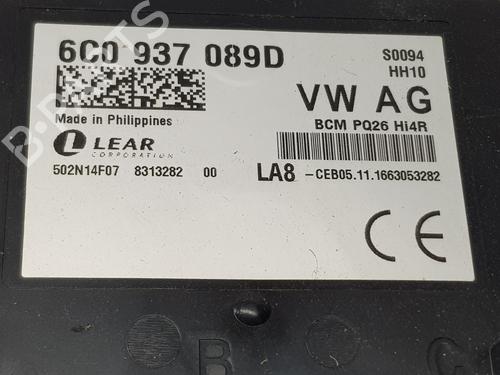 6C0 937 089D
S0094
HH10
VW AG
Made in Philippines
BCM PQ26 Hi4R
LEAR
CORPORATION
502N14F07 8313282 00
LA8 -CEB05.11.1663053282
CE
B
C